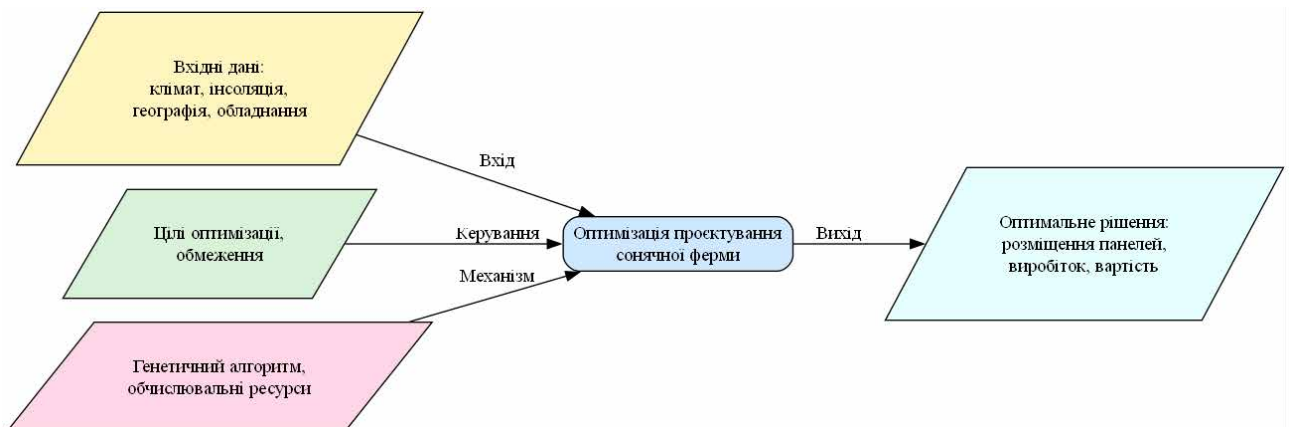 Вхідні дані:
клімат, інсоляція,
географія, обладнання
Вхід
Цілі оптимізації,
обмеження
Керування
Оптимізація проєктування
сонячної ферми
Вихід
Оптимальне рішення:
розміщення панелей,
виробіток, вартість
Механізм
Генетичний алгоритм,
обчислювальні ресурси